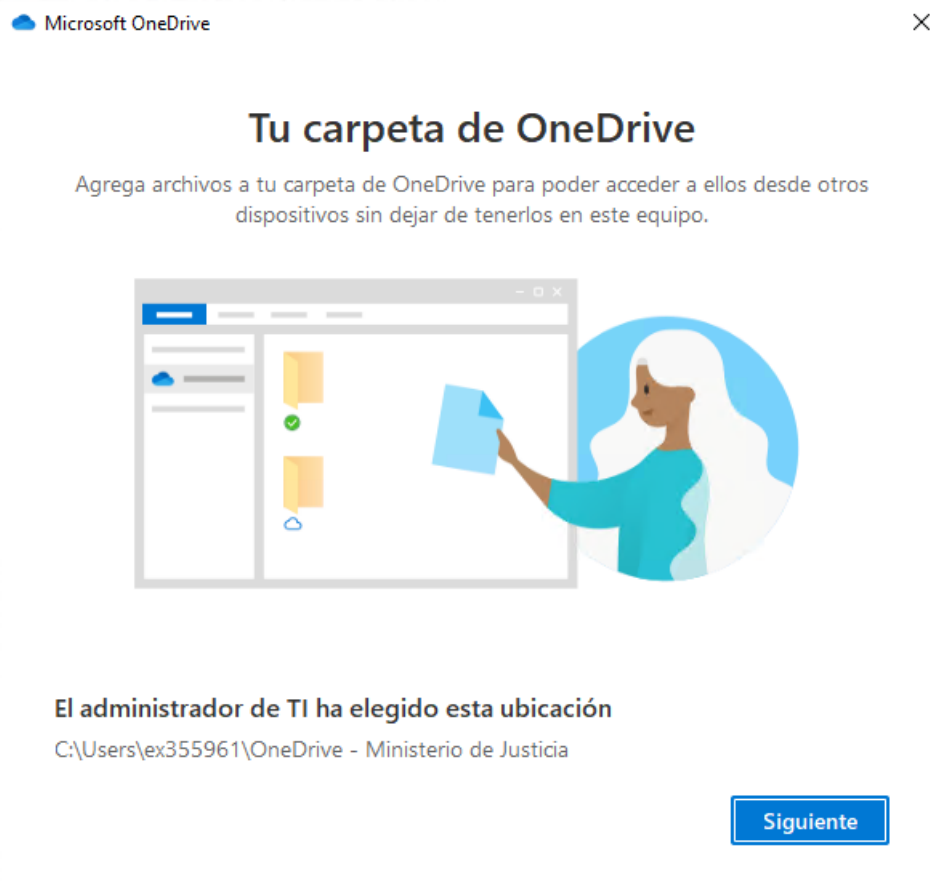 Microsoft OneDrive
Tu carpeta de OneDrive
Agrega archivos a tu carpeta de OneDrive para poder acceder a ellos desde otros
dispositivos sin dejar de tenerlos en este equipo.
El administrador de TI ha elegido esta ubicación
C:\Users\ex355961\OneDrive - Ministerio de Justicia
Siguiente